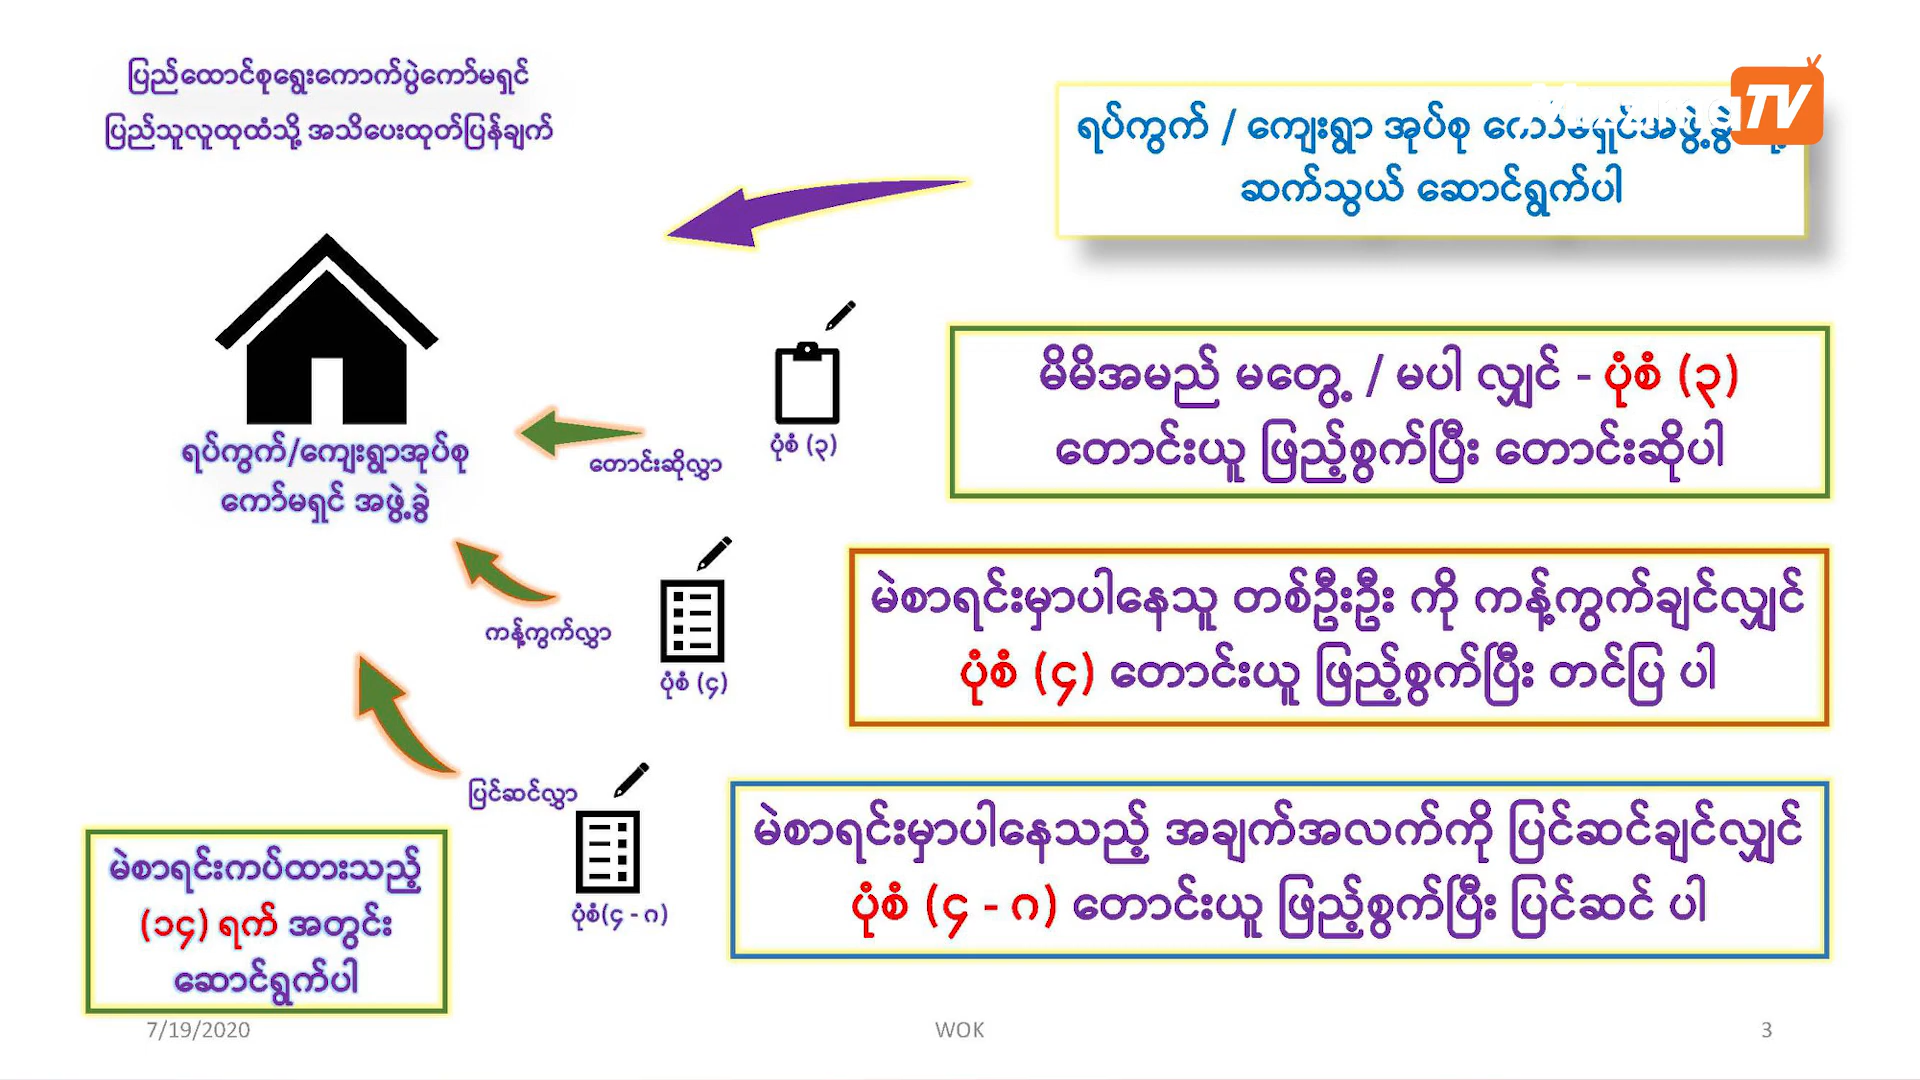 ပြည်ထောင်စုရွေးကောက်ပွဲကော်မရှင်
ပြည်သူလူထုထံသို့ အသိပေးထုတ်ပြန်ချက်
TV
ရပ်ကွက် / ကျေးရွာ အုပ်စု ကော်မရှင်အဖွဲ့ခွဲ
ဆက်သွယ် ဆောင်ရွက်ပါ
မိမိအမည် မတွေ့ / မပါ လျှင် - ပုံစံ (၃)
တောင်းယူ ဖြည့်စွက်ပြီး တောင်းဆိုပါ
ပုံစံ (၃)
တောင်းဆိုလွှာ
ရပ်ကွက်/ကျေးရွာအုပ်စု
ကော်မရှင် အဖွဲ့ခွဲ
မဲစာရင်းမှာပါနေသူ တစ်ဦးဦး ကို ကန့်ကွက်ချင်လျှင်
ပုံစံ (၄) တောင်းယူ ဖြည့်စွက်ပြီး တင်ပြ ပါ
ကန့်ကွက်လွှာ
ပုံစံ (၄)
မဲစာရင်းမှာပါနေသည့် အချက်အလက်ကို ပြင်ဆင်ချင်လျှင်
ပုံစံ (၄ - ဂ) တောင်းယူ ဖြည့်စွက်ပြီး ပြင်ဆင် ပါ
ပြင်ဆင်လွှာ
ပုံစံ(၄ - ဂ)
မဲစာရင်းကပ်ထားသည့်
(၁၄) ရက် အတွင်း
ဆောင်ရွက်ပါ
7/19/2020
WOK
3